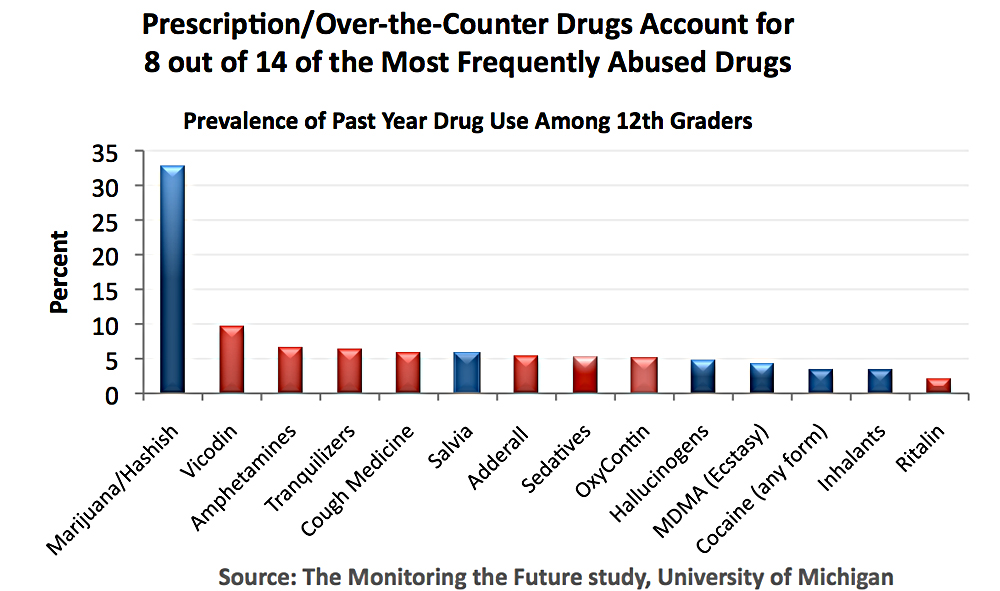 Prescription/Over-the-Counter Drugs Account for
8 out of 14 of the Most Frequently Abused Drugs
Prevalence of Past Year Drug Use Among 12th Graders
Percent
35
30
25
20
15
10
5
0
Marijuana/Hashish
Vicodin
Amphetamines
Tranquilizers
Cough Medicine
Salvia
Adderall
Sedatives
OxyContin
Hallucinogens
MDMA (Ecstasy)
Cocaine (any form)
Inhalants
Ritalin
Source: The Monitoring the Future study, University of Michigan